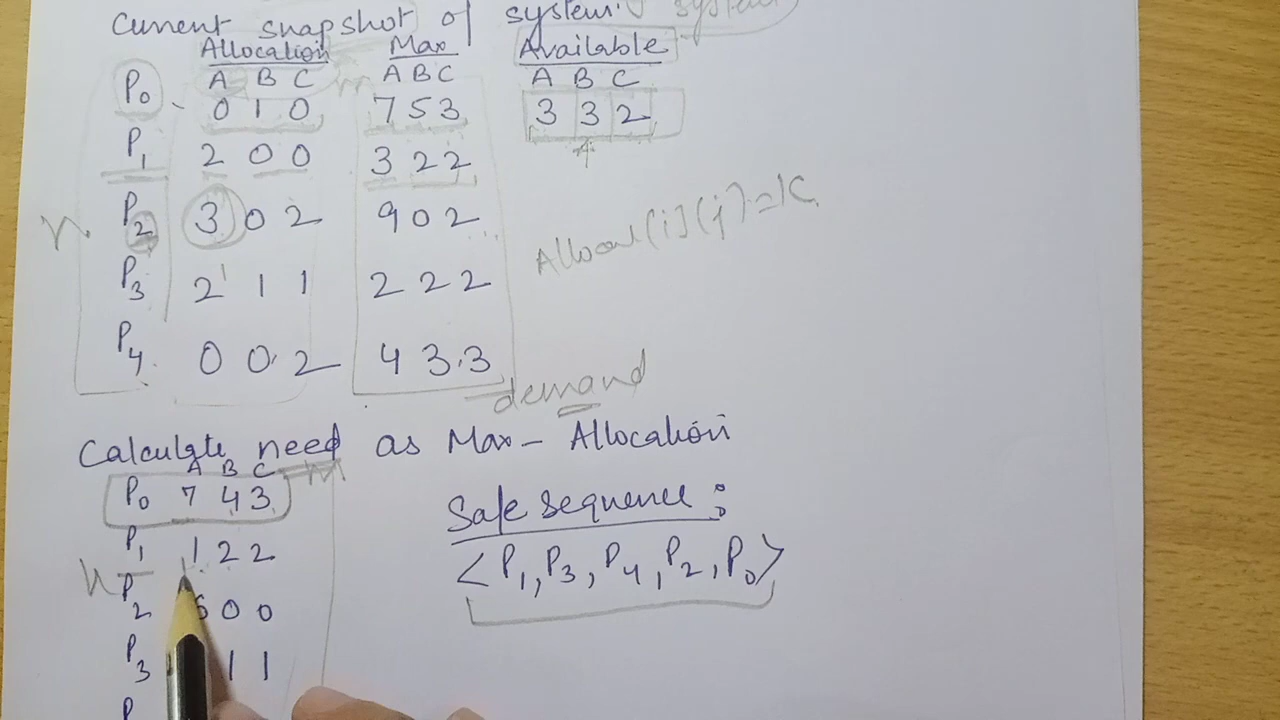 Current snapshot of system: system
Allocation Max Available
A B C A B C A B C
P0 0 1 0 7 5 3 3 3 2
P1 2 0 0 3 2 2
n P2 3 0 2 9 0 2
Allocat[i][j]=K
P3 2 1 1 2 2 2
P4 0 0 2 4 3 3
demand
Calculate need as Max - Allocation
A B C m
P0 7 4 3
Safe sequence:
P1 1 2 2
<P1, P3, P4, P2, P0>
n P2 6 0 0
P3 1 1
P